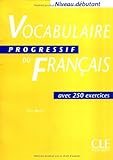 Niveau débutant
VOCABULAIRE
PROGRESSIF DU
FRANÇAIS
avec 250 exercices
CLE